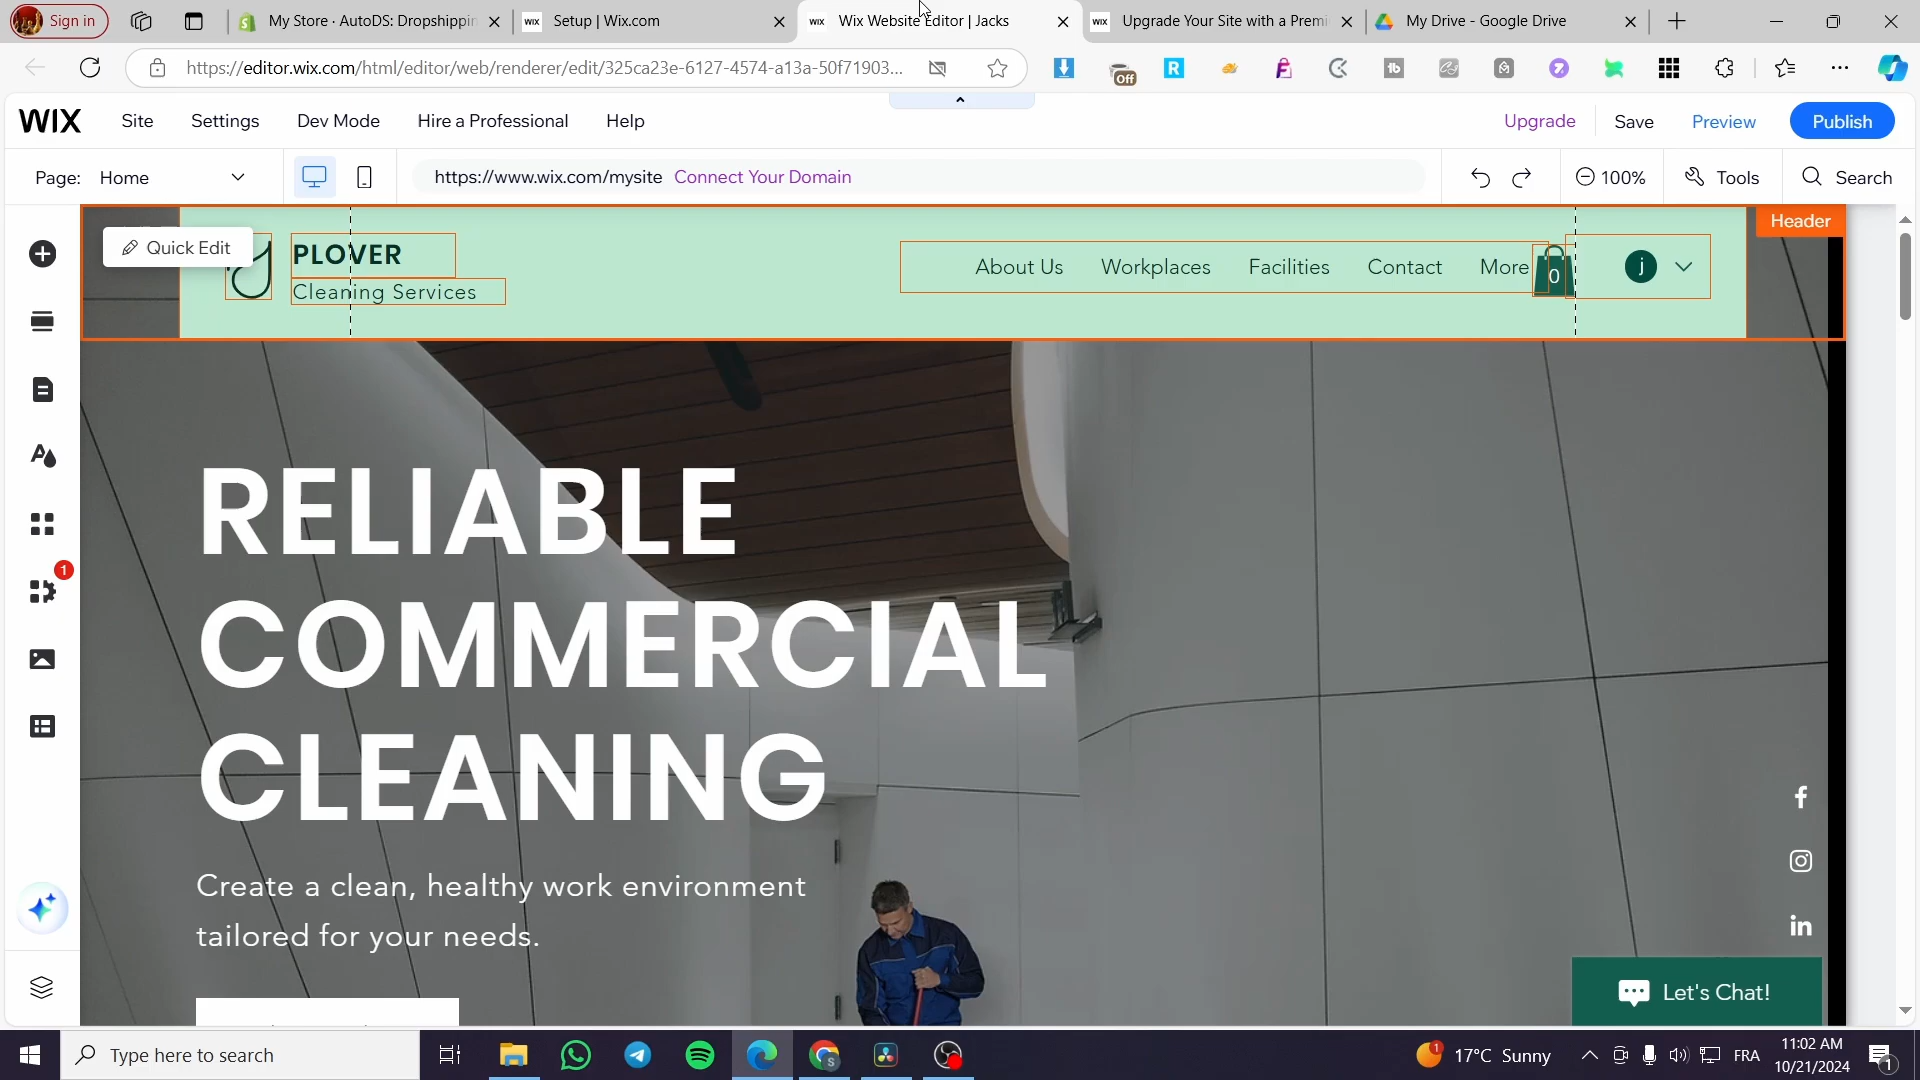 Sign in
My Store · AutoDS: Dropshippin
Setup | Wix.com
Wix Website Editor | Jacks
Upgrade Your Site with a Premi
My Drive - Google Drive
https://editor.wix.com/html/editor/web/renderer/edit/325ca23e-6127-4574-a13a-50f71903...
Off
WIX
Site
Settings
Dev Mode
Hire a Professional
Help
Upgrade
Save
Preview
Publish
Page: Home
https://www.wix.com/mysite Connect Your Domain
100%
Tools
Search
Header
Quick Edit
PLOVER
Cleaning Services
About Us
Workplaces
Facilities
Contact
More
0
j
1
RELIABLE
COMMERCIAL
CLEANING
Create a clean, healthy work environment
tailored for your needs.
Let's Chat!
Type here to search
17°C Sunny
FRA
11:02 AM
10/21/2024